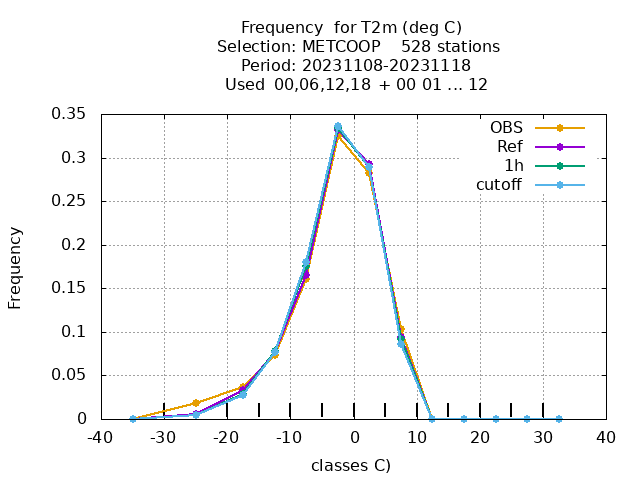 Frequency  for T2m (deg C)
Selection: METCOOP    528 stations
Period: 20231108-20231118
Used  00,06,12,18  + 00 01 ... 12
OBS
Ref
1h
cutoff
Frequency
0.35
0.3
0.25
0.2
0.15
0.1
0.05
0
-40 -30 -20 -10 0 10 20 30 40
classes C)